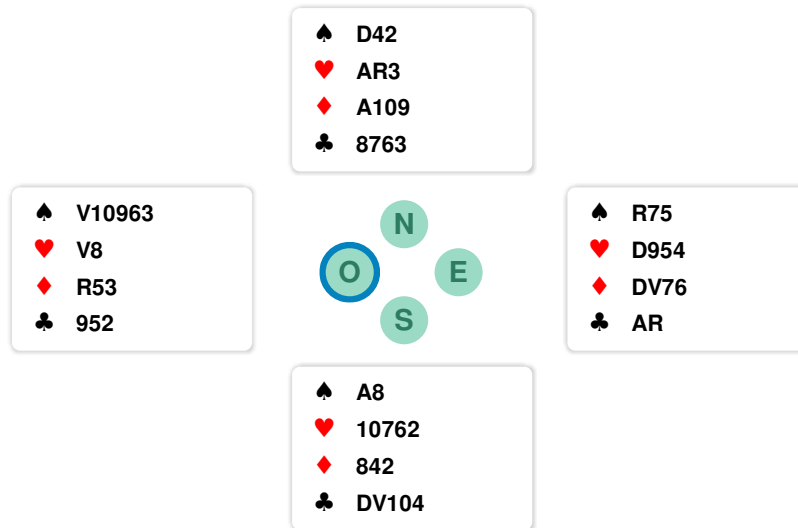 ♠ D42
♥ AR3
♦ A109
♣ 8763
♠ V10963
♥ V8
♦ R53
♣ 952
N
O E
S
♠ R75
♥ D954
♦ DV76
♣ AR
♠ A8
♥ 10762
♦ 842
♣ DV104